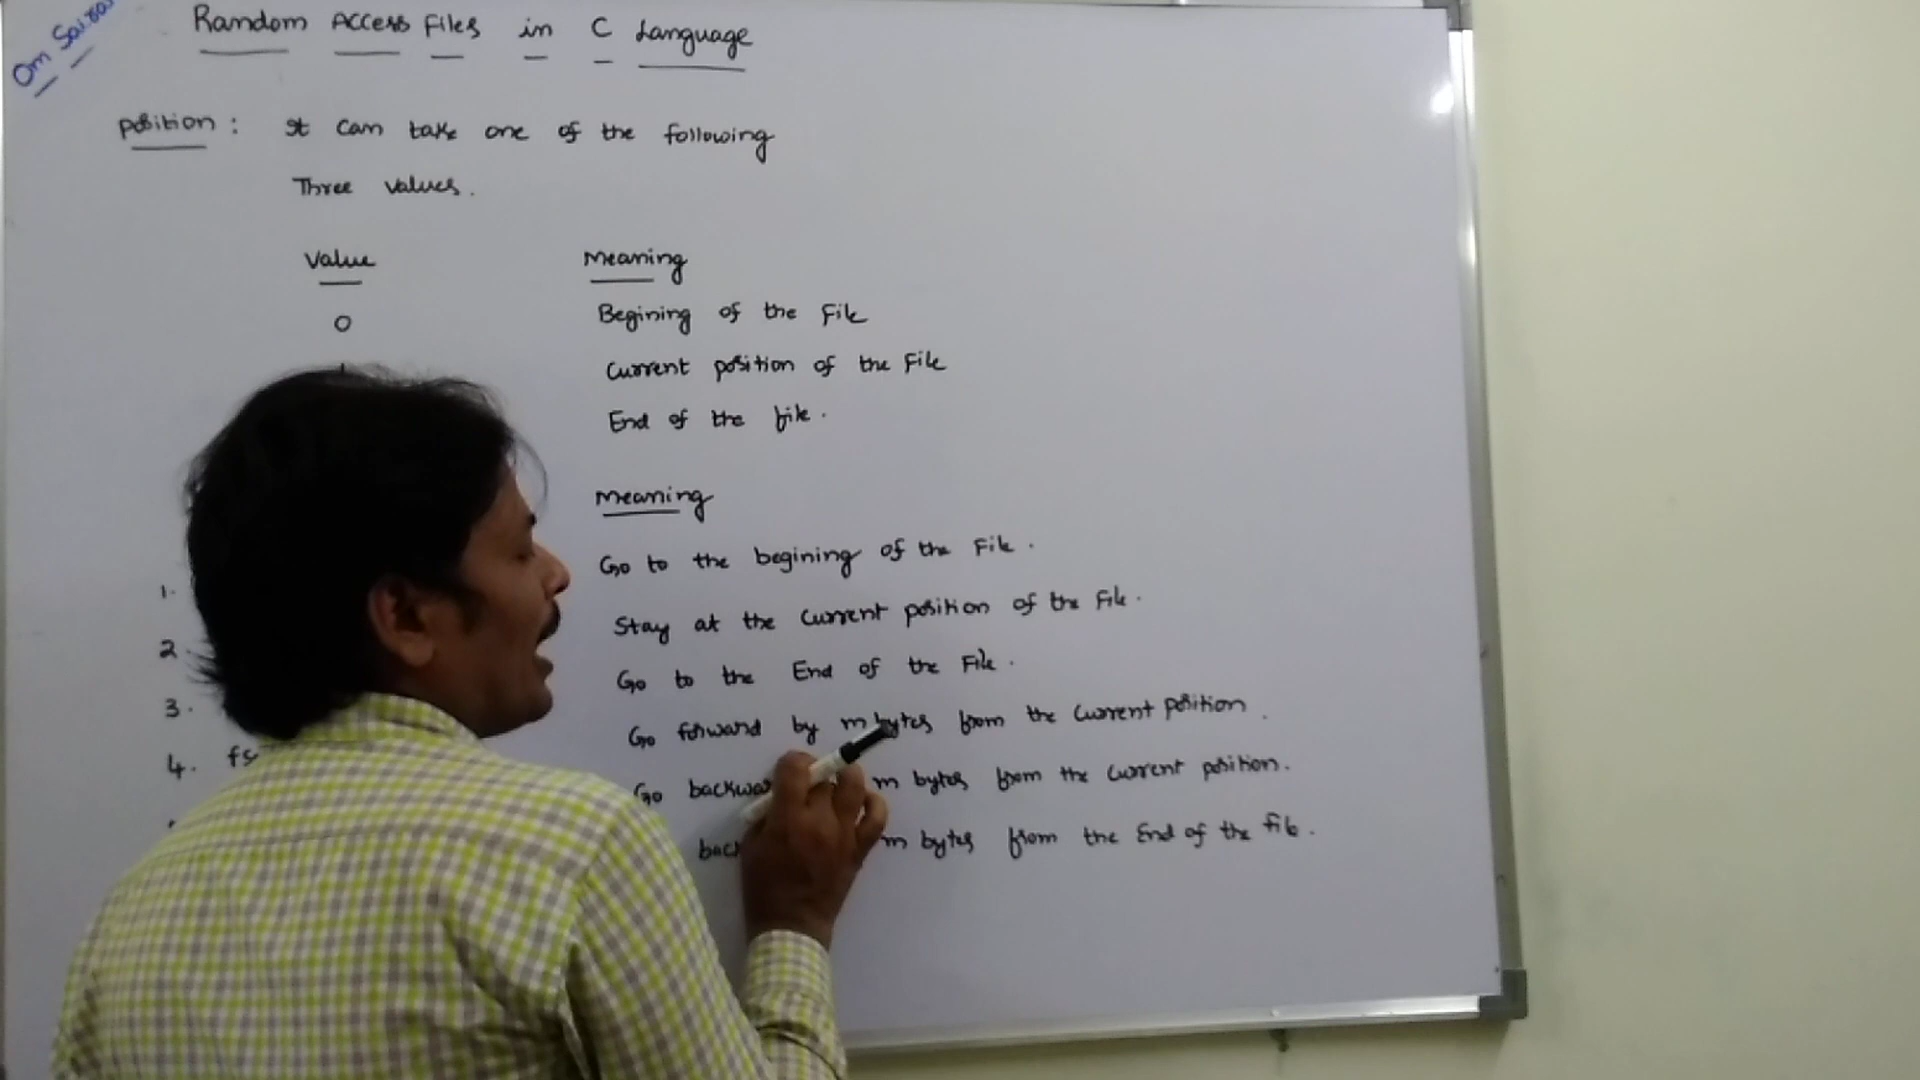 Om Sairam
Random Access Files in C Language
Position : It can take one of the following
Three values.
Value Meaning
0 Begining of the File
Current position of the File
End of the file.
Meaning
1. Go to the begining of the File.
2. Stay at the current position of the File.
3. Go to the End of the File.
4. fs Go forward by m bytes from the current position.
Go backwa m bytes from the current position.
back m bytes from the End of the file.